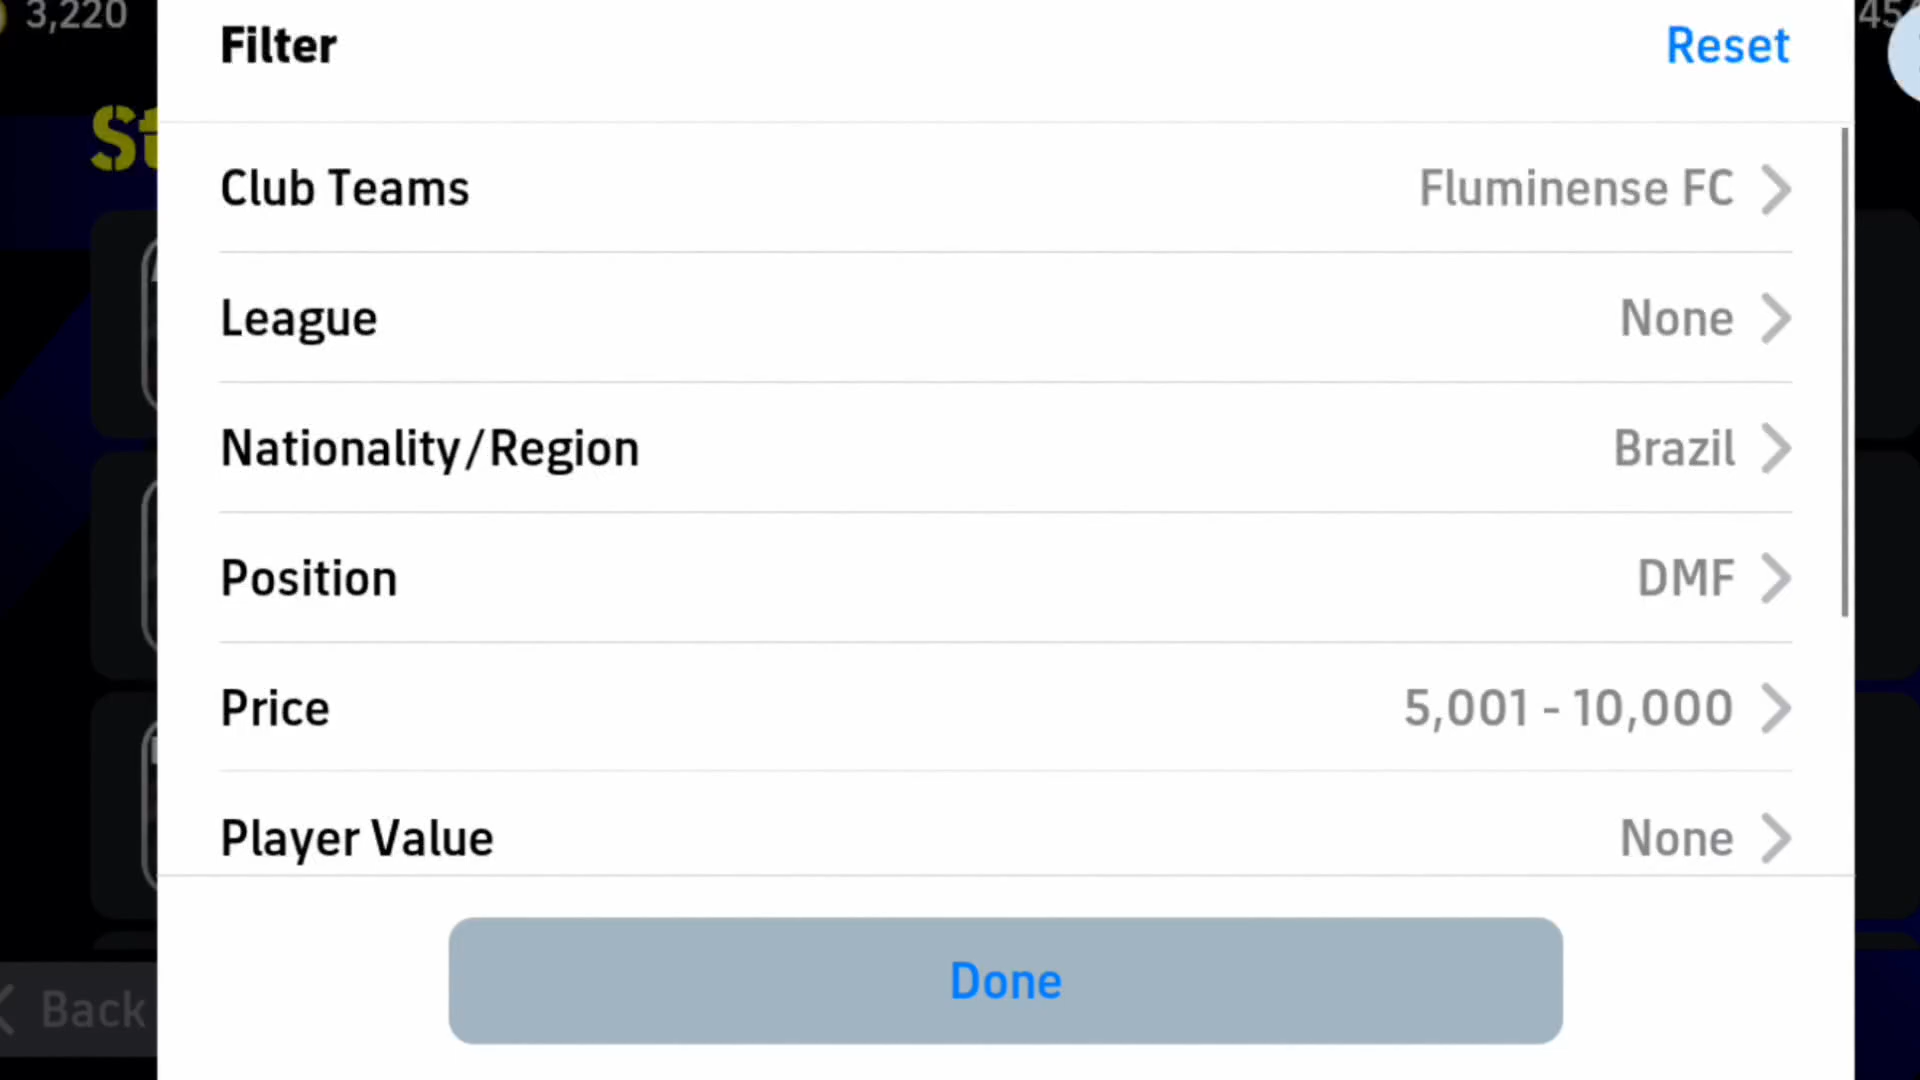 3,220
Filter
Reset
Club Teams
Fluminense FC
League
None
Nationality/Region
Brazil
Position
DMF
Price
5,001 - 10,000
Player Value
None
Done
Back